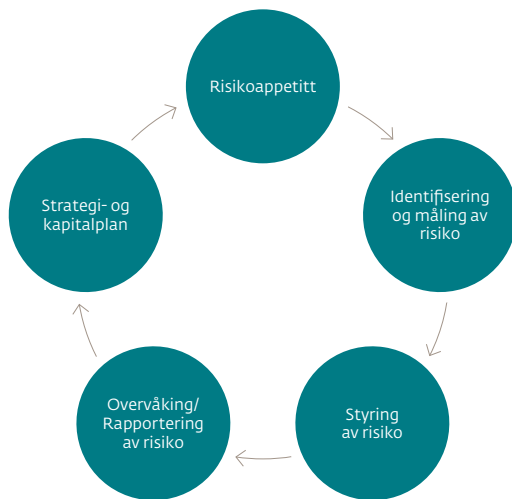 Risikoappetitt
Identifisering
og måling av
risiko
Styring
av risiko
Overvåking/
Rapportering
av risiko
Strategi- og
kapitalplan